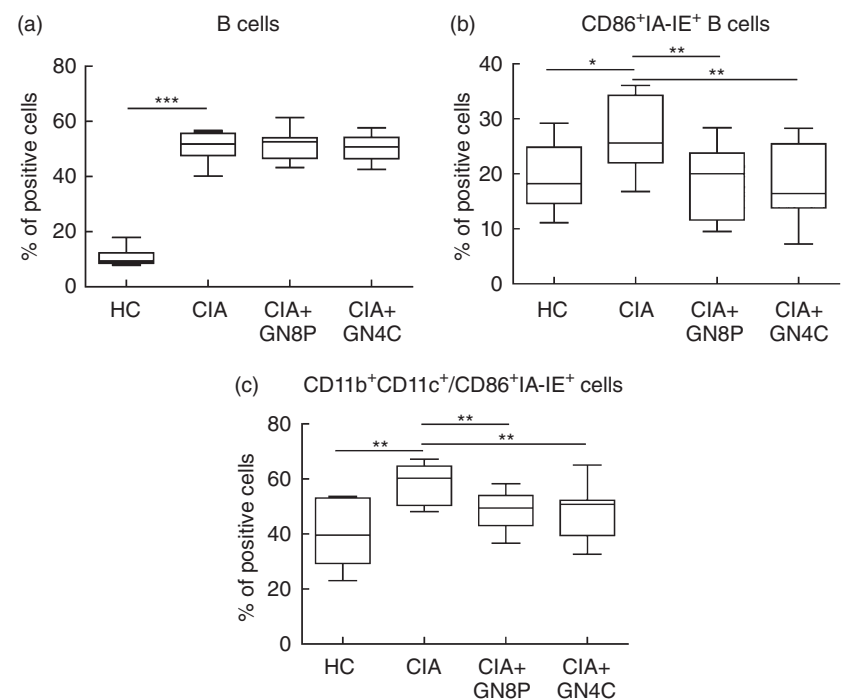 (a) B cells
% of positive cells
80
60
40
20
0
***
HC CIA CIA+ CIA+
GN8P GN4C
(b) CD86⁺IA-IE⁺ B cells
% of positive cells
40
30
20
10
0
*
**
**
HC CIA CIA+ CIA+
GN8P GN4C
(c) CD11b⁺CD11c⁺/CD86⁺IA-IE⁺ cells
% of positive cells
80
60
40
20
0
**
**
**
HC CIA CIA+ CIA+
GN8P GN4C